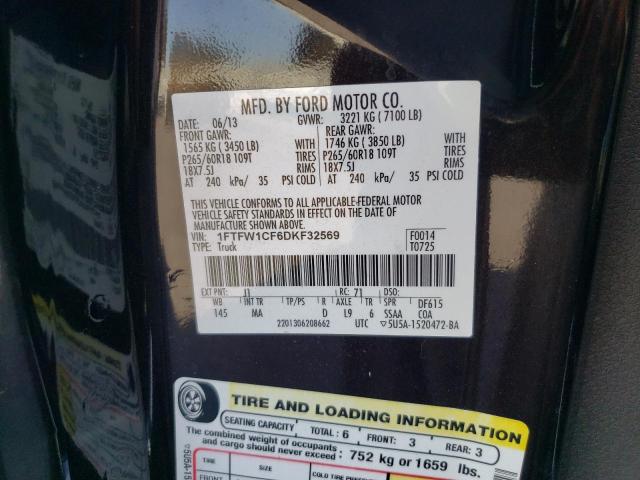 MFD. BY FORD MOTOR CO.
DATE: 06/13 GVWR: 3221 KG ( 7100 LB)
FRONT GAWR: REAR GAWR:
1565 KG ( 3450 LB) WITH 1746 KG ( 3850 LB) WITH
P265/60R18 109T TIRES P265/60R18 109T TIRES
18X7.5J RIMS 18X7.5J RIMS
AT 240 kPa/ 35 PSI COLD AT 240 kPa/ 35 PSI COLD
THIS VEHICLE CONFORMS TO ALL APPLICABLE FEDERAL MOTOR
VEHICLE SAFETY STANDARDS IN EFFECT ON THE DATE OF
MANUFACTURE SHOWN ABOVE.
VIN: 1FTFW1CF6DKF32569 F0014
TYPE: Truck T0725
EXT PNT: J1 RC: 71 DSO:
WB INT TR TP/PS R AXLE TR SPR DF615
145 MA D L9 6 SSAA COA
2201306208662 UTC ▽5U5A-1520472-BA
TIRE AND LOADING INFORMATION
SEATING CAPACITY TOTAL: 6 FRONT: 3 REAR: 3
The combined weight of occupants
and cargo should never exceed: 752 kg or 1659 lbs.
TIRE SIZE COLD TIRE